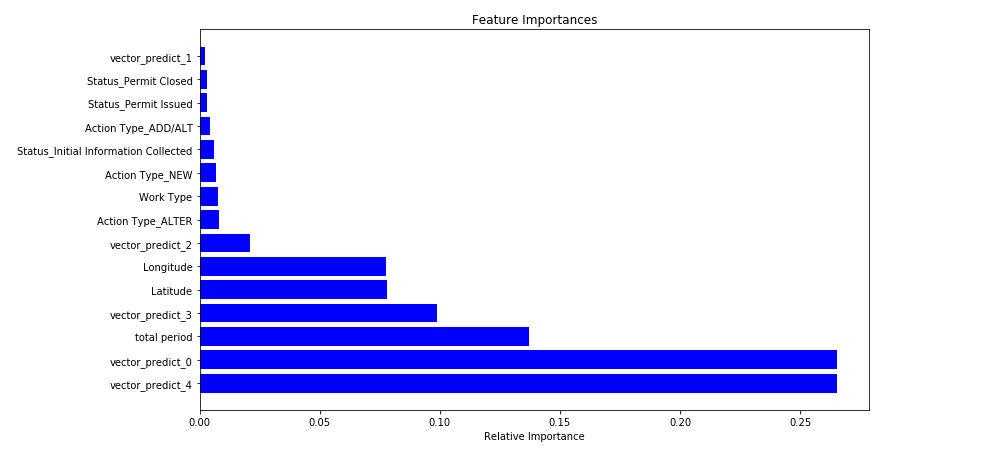 Feature Importances
vector_predict_1
Status_Permit Closed
Status_Permit Issued
Action Type_ADD/ALT
Status_Initial Information Collected
Action Type_NEW
Work Type
Action Type_ALTER
vector_predict_2
Longitude
Latitude
vector_predict_3
total period
vector_predict_0
vector_predict_4
0.00 0.05 0.10 0.15 0.20 0.25
Relative Importance